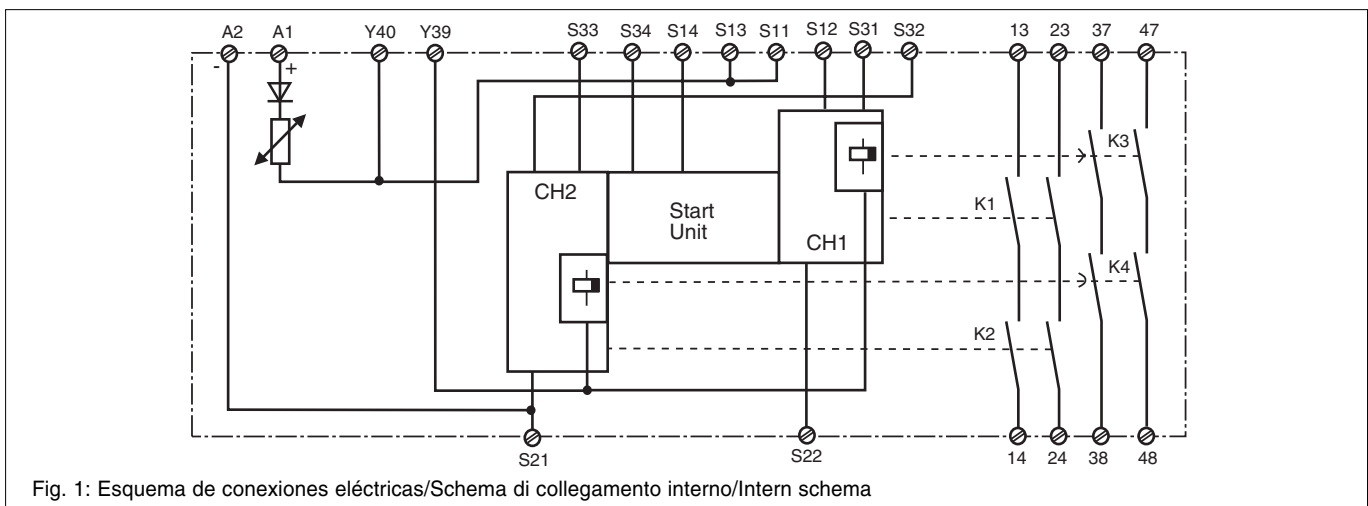 A2 A1 Y40 Y39 S33 S34 S14 S13 S11 S12 S31 S32 13 23 37 47
- +
K3
CH2
Start
Unit
K1
CH1
K4
K2
S21 S22 14 24 38 48
Fig. 1: Esquema de conexiones eléctricas/Schema di collegamento interno/Intern schema